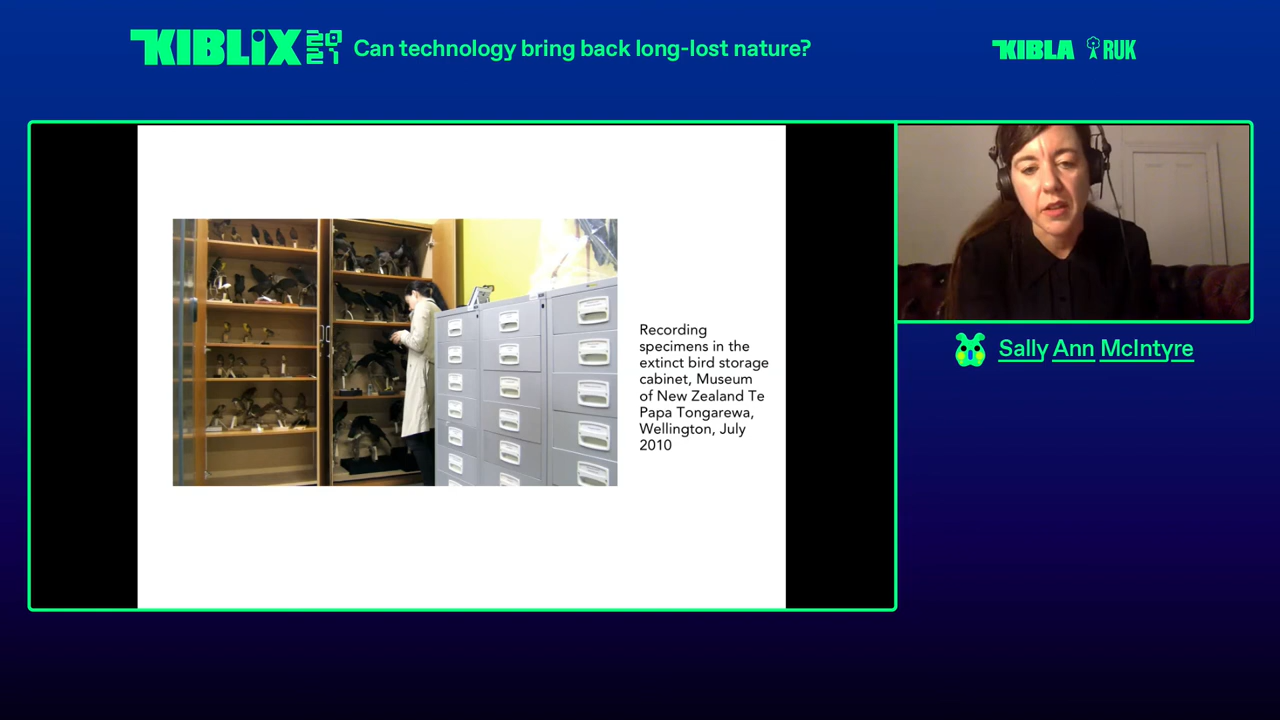 KIBLIX 2021
Can technology bring back long-lost nature?
KIBLA
RUK
Recording
specimens in the
extinct bird storage
cabinet, Museum
of New Zealand Te
Papa Tongarewa,
Wellington, July
2010
Sally Ann McIntyre